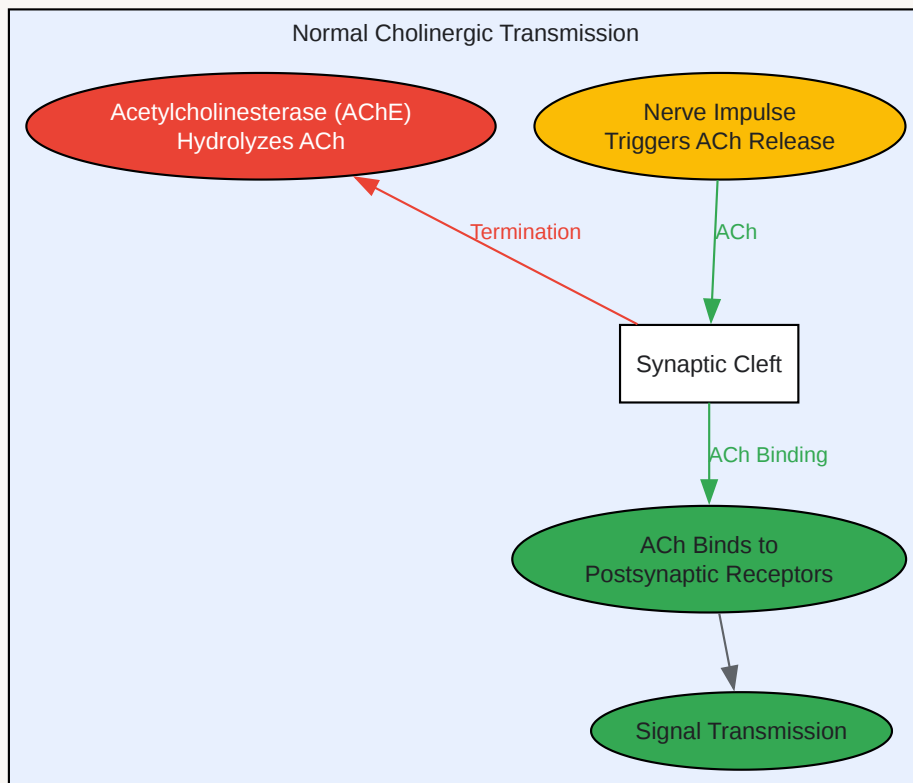 Normal Cholinergic Transmission
Acetylcholinesterase (AChE)
Hydrolyzes ACh
Nerve Impulse
Triggers ACh Release
Termination
ACh
Synaptic Cleft
ACh Binding
ACh Binds to
Postsynaptic Receptors
Signal Transmission